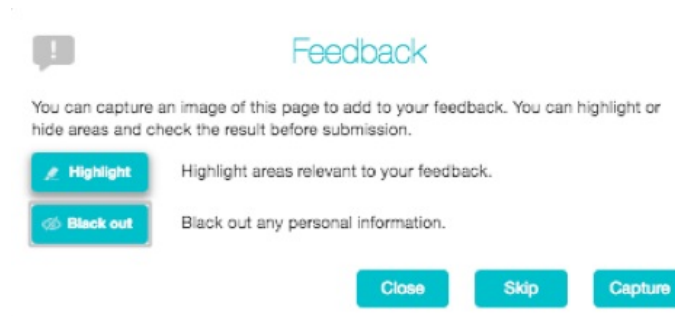 Feedback
You can capture an image of this page to add to your feedback. You can highlight or
hide areas and check the result before submission.
Highlight
Highlight areas relevant to your feedback.
Black out
Black out any personal information.
Close
Skip
Capture